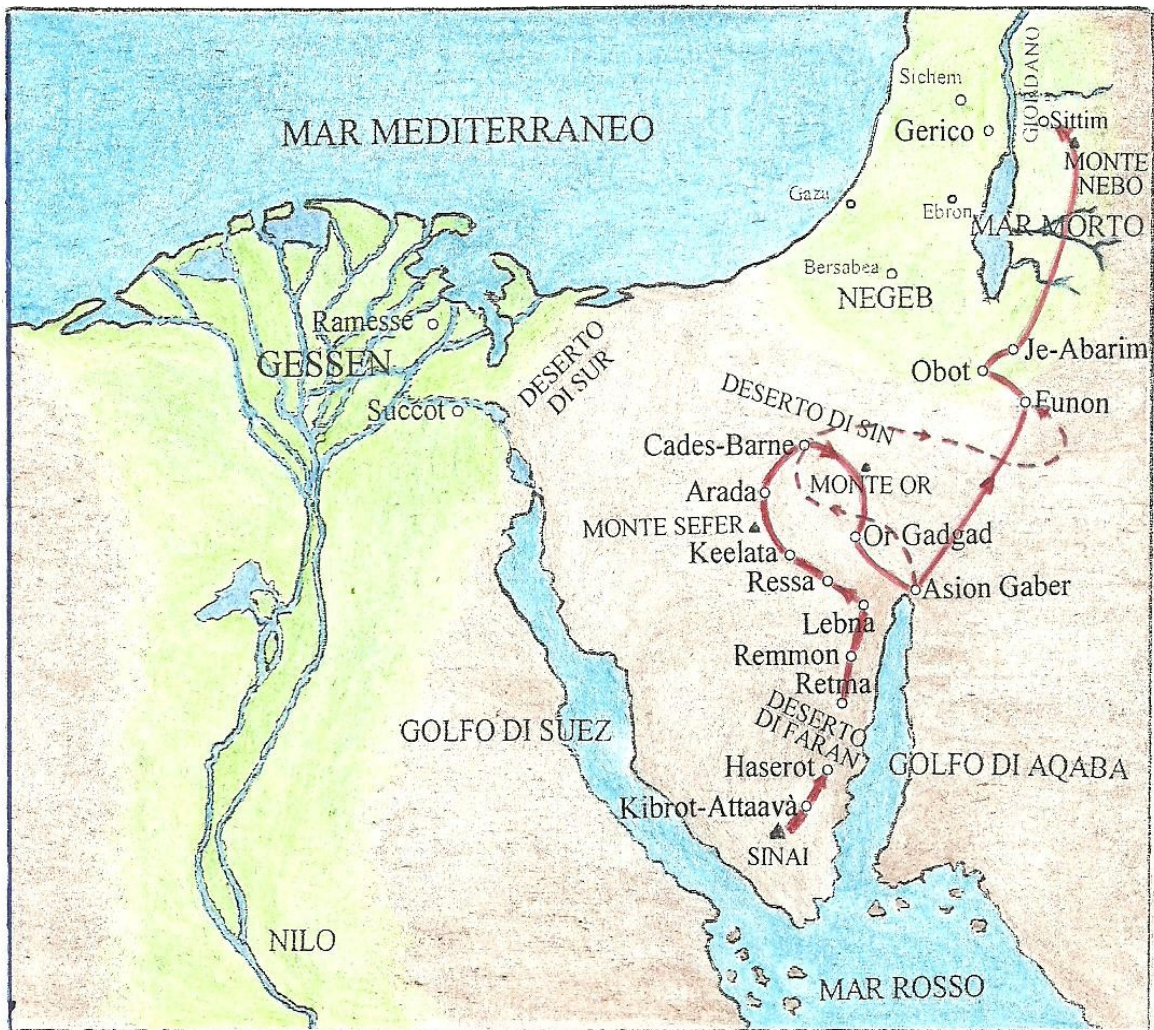 GIORDANO
Sichem
Gerico
Sittim
MAR MEDITERRANEO
MONTE
NEBO
Gaza
Ebron
MAR MORTO
Bersabea
NEGEB
Ramesse
GESSEN
DESERTO
DI SUR
Je-Abarim
Obot
Succot
DESERTO DI SIN
Funon
Cades-Barne
Arada
MONTE OR
MONTE SEFER
Or Gadgad
Keelata
Ressa
Asion Gaber
Lebna
Remmon
Retma
DESERTO
DI FARAN
GOLFO DI SUEZ
Haserot
GOLFO DI AQABA
Kibrot-Attaavà
SINAI
NILO
MAR ROSSO